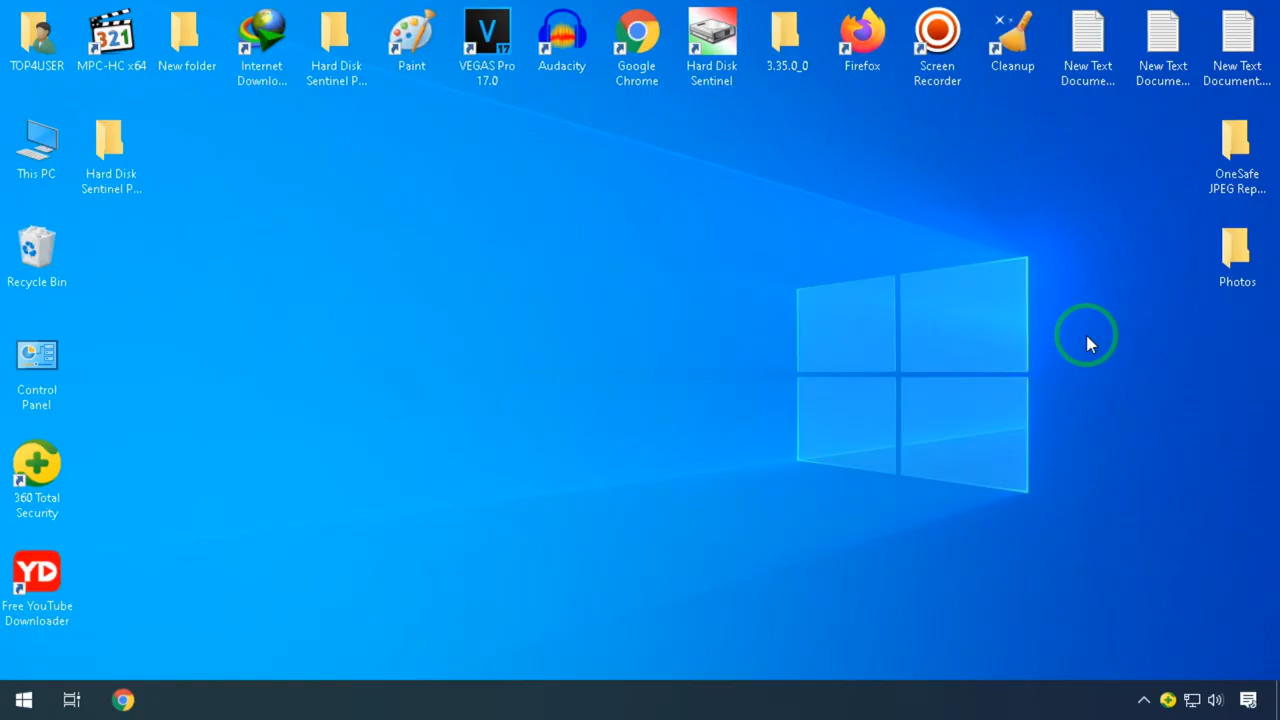 TOP4USER
MPC-HC x64
321
New folder
Internet
Downlo...
Hard Disk
Sentinel P...
Paint
V
17
VEGAS Pro
17.0
Audacity
Google
Chrome
Hard Disk
Sentinel
3.35.0_0
Firefox
Screen
Recorder
Cleanup
New Text
Docume...
New Text
Docume...
New Text
Document....
This PC
Hard Disk
Sentinel P...
OneSafe
JPEG Rep...
Recycle Bin
Photos
Control
Panel
360 Total
Security
YD
Free YouTube
Downloader